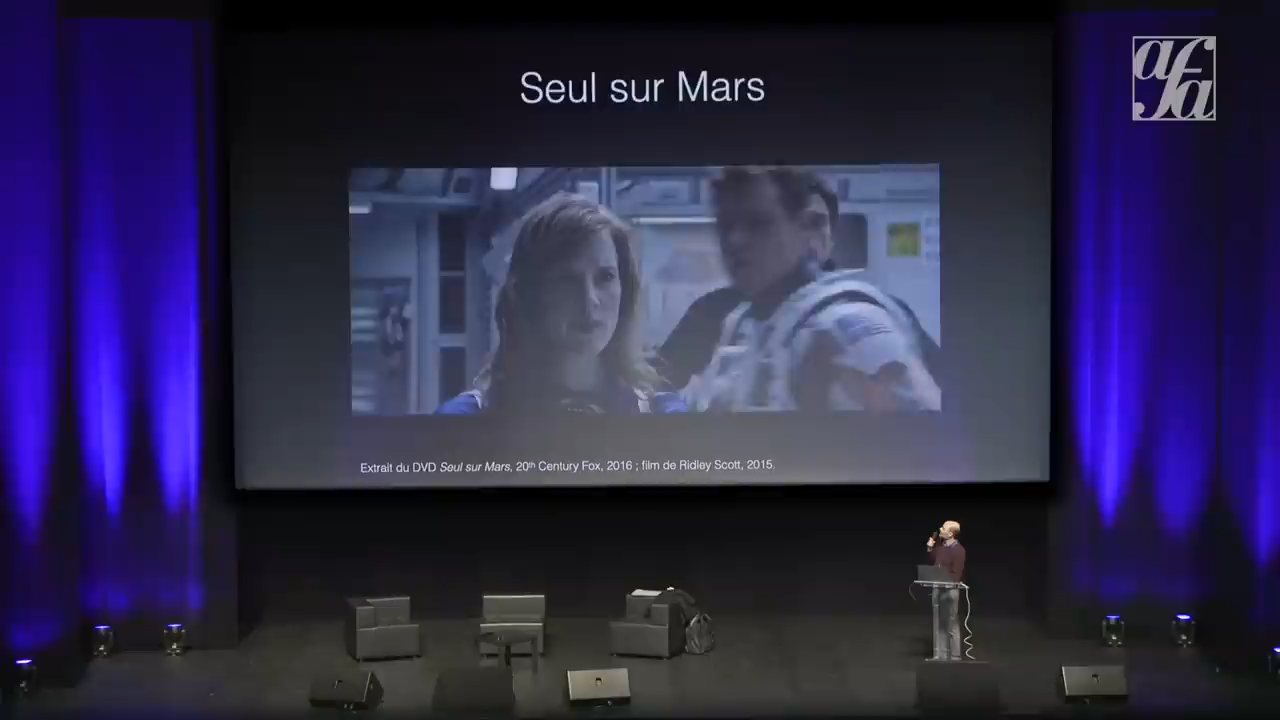 Seul sur Mars
afa
Extrait du DVD Seul sur Mars, 20th Century Fox, 2016 ; film de Ridley Scott, 2015.